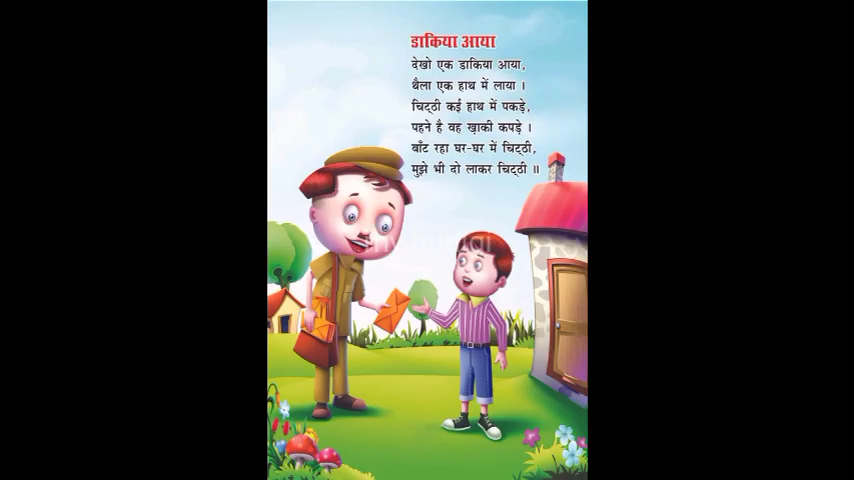 डाकिया आया
देखो एक डाकिया आया,
थैला एक हाथ में लाया ।
चिट्ठी कई हाथ में पकड़े,
पहने है वह ख़ाकी कपड़े ।
बाँट रहा घर-घर में चिट्ठी,
मुझे भी दो लाकर चिट्ठी ॥